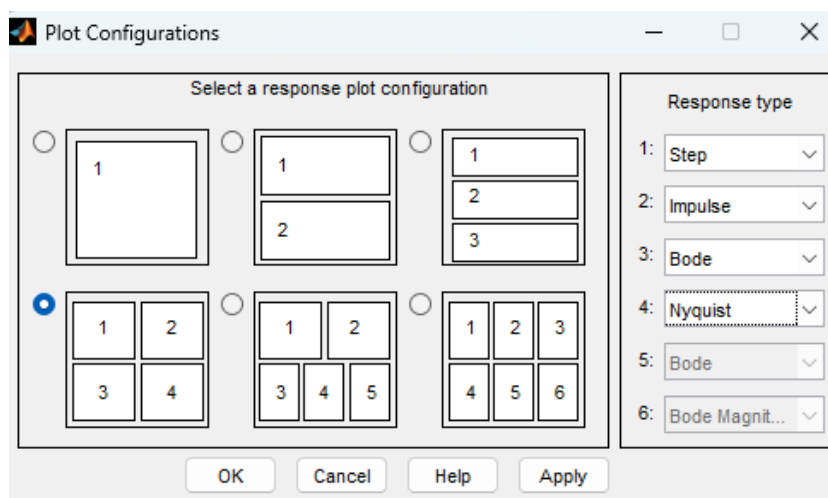 Plot Configurations
Select a response plot configuration
1
1
2
1
2
3
1 2
3 4
1 2
3 4 5
1 2 3
4 5 6
Response type
1: Step
2: Impulse
3: Bode
4: Nyquist
5: Bode
6: Bode Magnit...
OK Cancel Help Apply